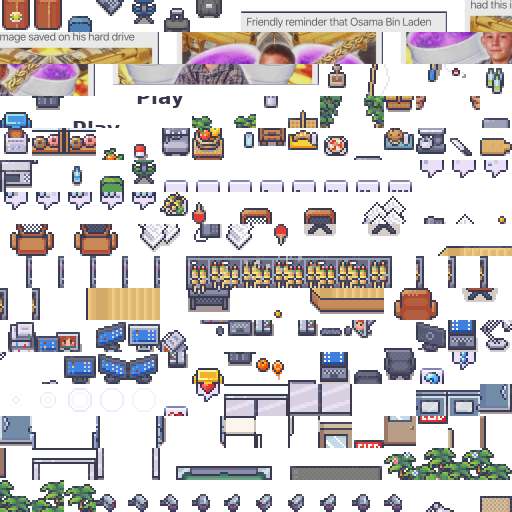 had this i
Friendly reminder that Osama Bin Laden
mage saved on his hard drive
Play
Play